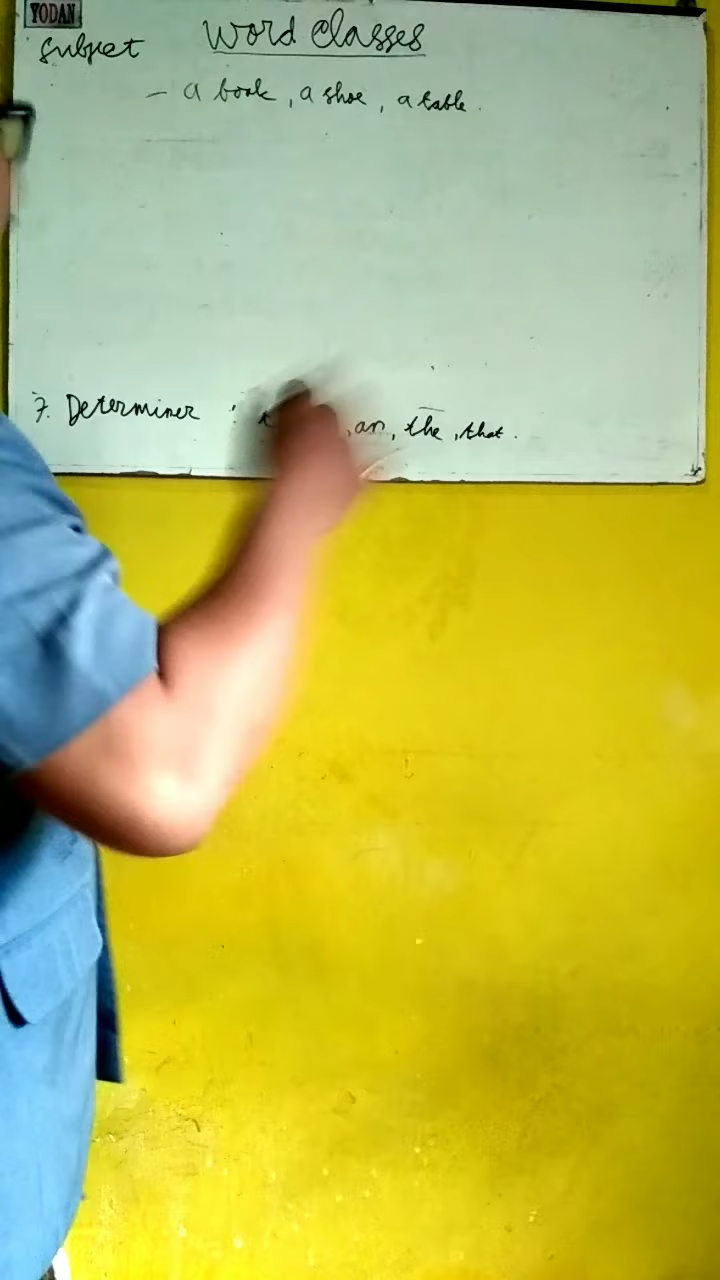 YODAN
subject Word Classes
- a book, a shoe, a table.
7. Determiner : , an, the, that.